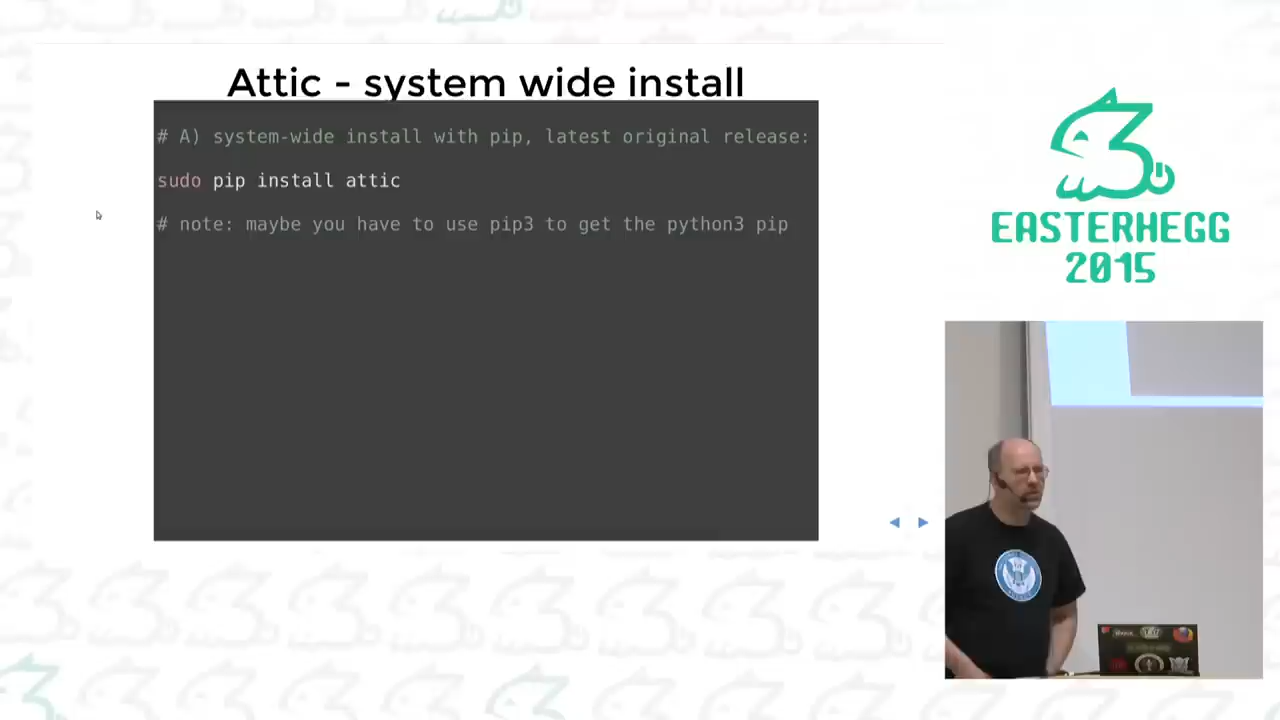 Attic - system wide install
# A) system-wide install with pip, latest original release:
sudo pip install attic
# note: maybe you have to use pip3 to get the python3 pip
EASTERHEGG
2015